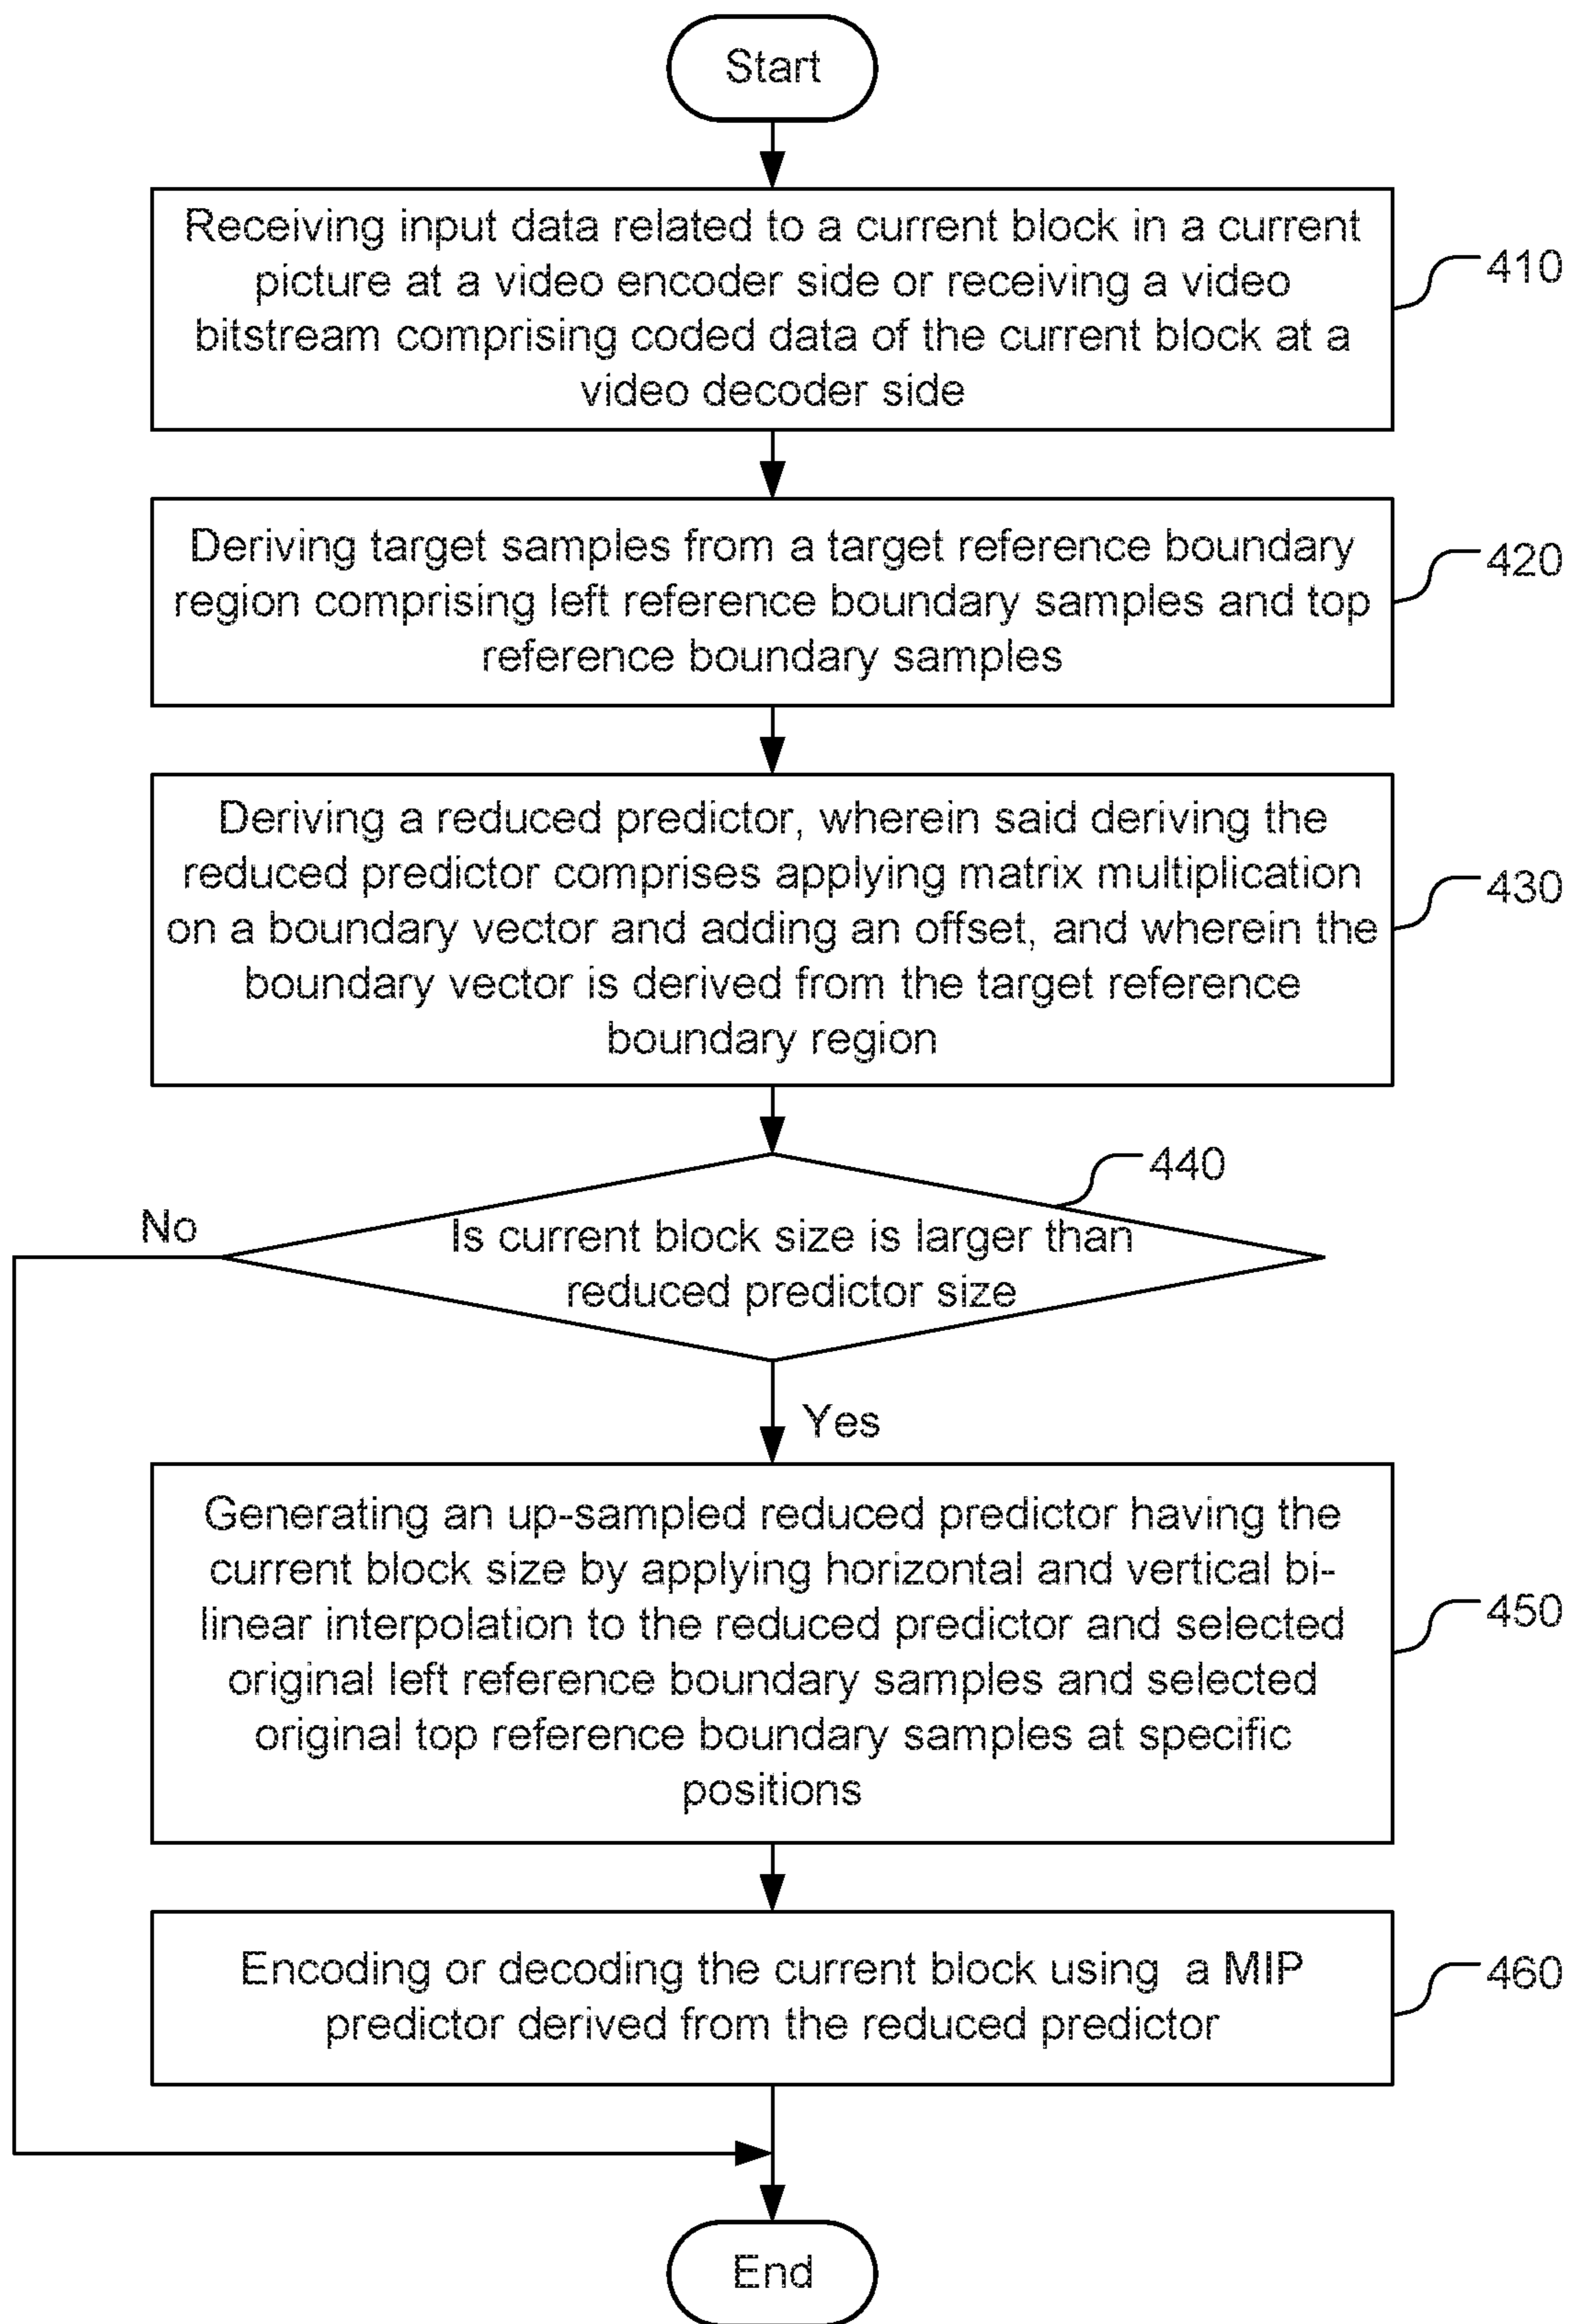 Start
Receiving input data related to a current block in a current
picture at a video encoder side or receiving a video
bitstream comprising coded data of the current block at a
video decoder side
410
Deriving target samples from a target reference boundary
region comprising left reference boundary samples and top
reference boundary samples
420
Deriving a reduced predictor, wherein said deriving the
reduced predictor comprises applying matrix multiplication
on a boundary vector and adding an offset, and wherein the
boundary vector is derived from the target reference
boundary region
430
440
No
Is current block size is larger than
reduced predictor size
Yes
Generating an up-sampled reduced predictor having the
current block size by applying horizontal and vertical bi-
linear interpolation to the reduced predictor and selected
original left reference boundary samples and selected
original top reference boundary samples at specific
positions
450
Encoding or decoding the current block using  a MIP
predictor derived from the reduced predictor
460
End